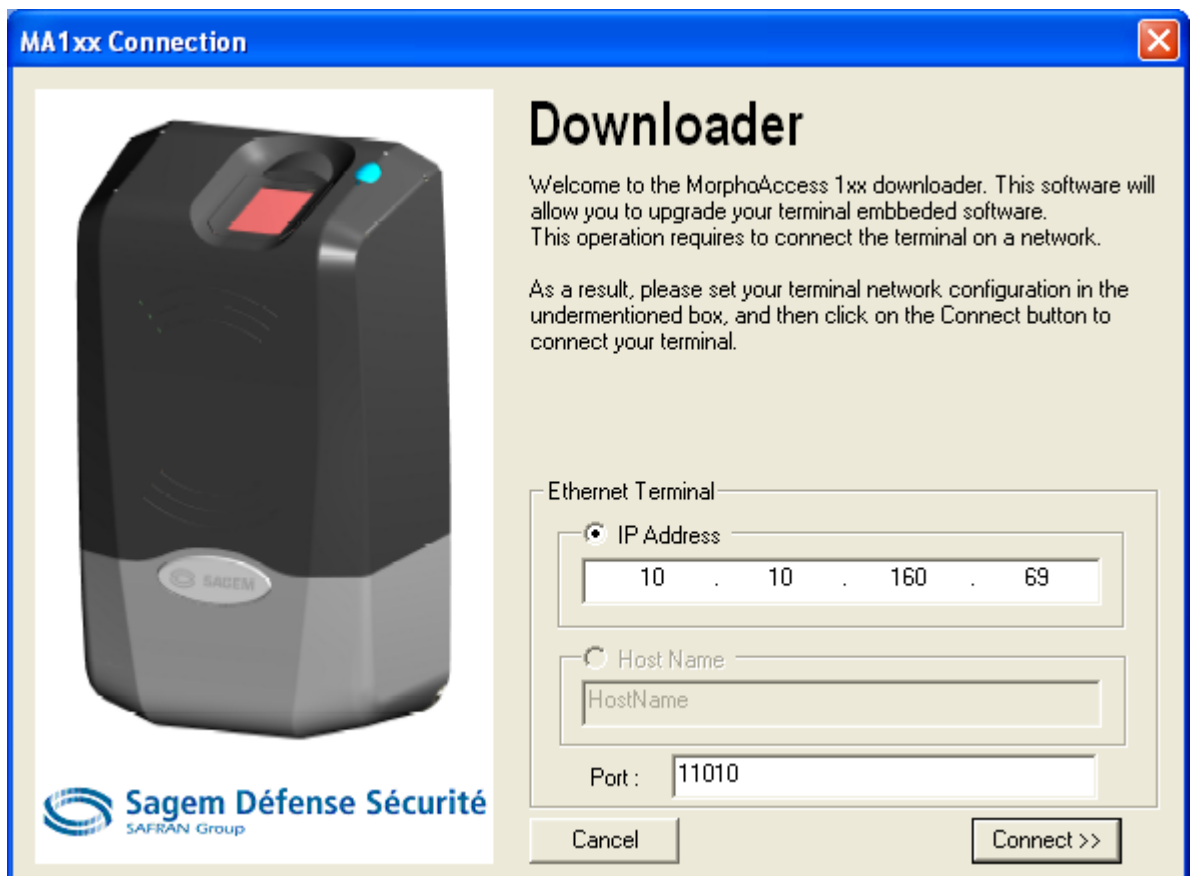 MA1xx Connection
Downloader
Welcome to the MorphoAccess 1xx downloader. This software will
allow you to upgrade your terminal embbeded software.
This operation requires to connect the terminal on a network.
As a result, please set your terminal network configuration in the
undermentioned box, and then click on the Connect button to
connect your terminal.
Ethernet Terminal
IP Address
10 . 10 . 160 . 69
Host Name
HostName
Port : 11010
SAGEM
Sagem Défense Sécurité
SAFRAN Group
Cancel
Connect >>